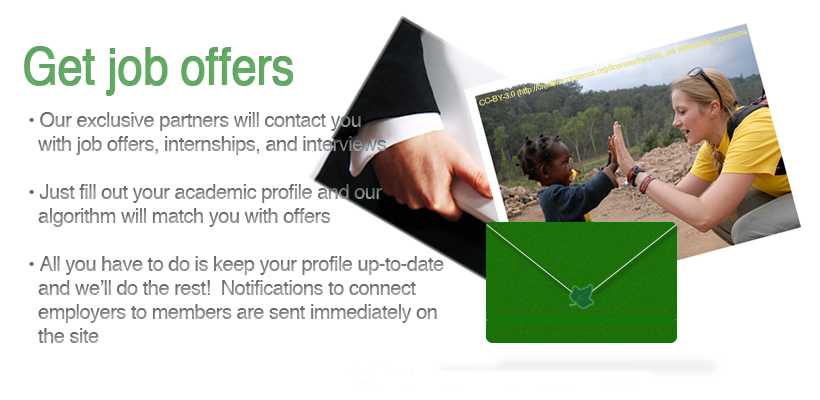 Get job offers
• Our exclusive partners will contact you
with job offers, internships, and interviews
• Just fill out your academic profile and our
algorithm will match you with offers
• All you have to do is keep your profile up-to-date
and we’ll do the rest!  Notifications to connect
employers to members are sent immediately on
the site
CC-BY-3.0 (http://creativecommons.org/licenses/by/3.0), via Wikimedia Commons